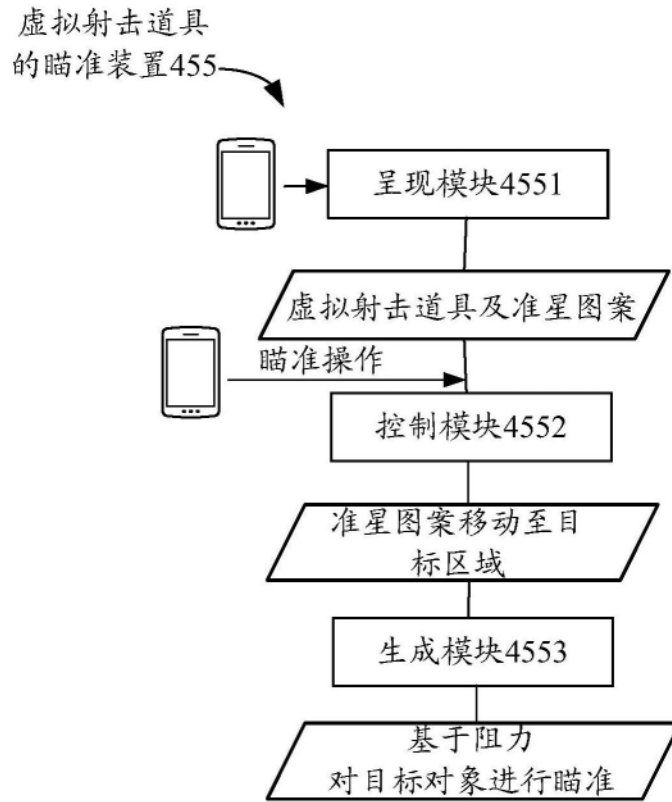 虚拟射击道具
的瞄准装置455
呈现模块4551
虚拟射击道具及准星图案
瞄准操作
控制模块4552
准星图案移动至目
标区域
生成模块4553
基于阻力
对目标对象进行瞄准